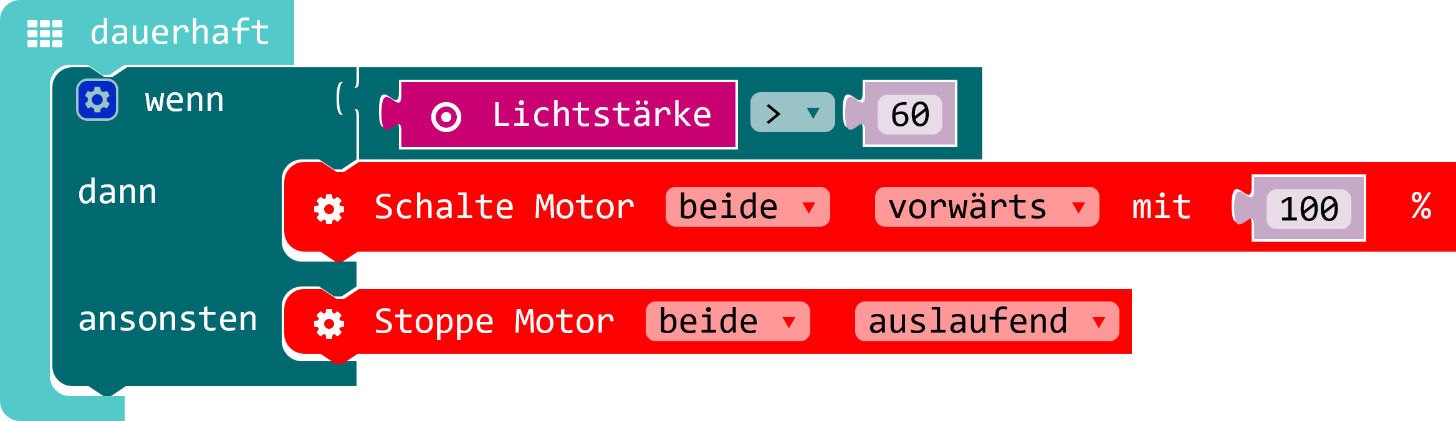 dauerhaft
wenn Lichtstärke > 60
dann Schalte Motor beide vorwärts mit 100 %
ansonsten Stoppe Motor beide auslaufend